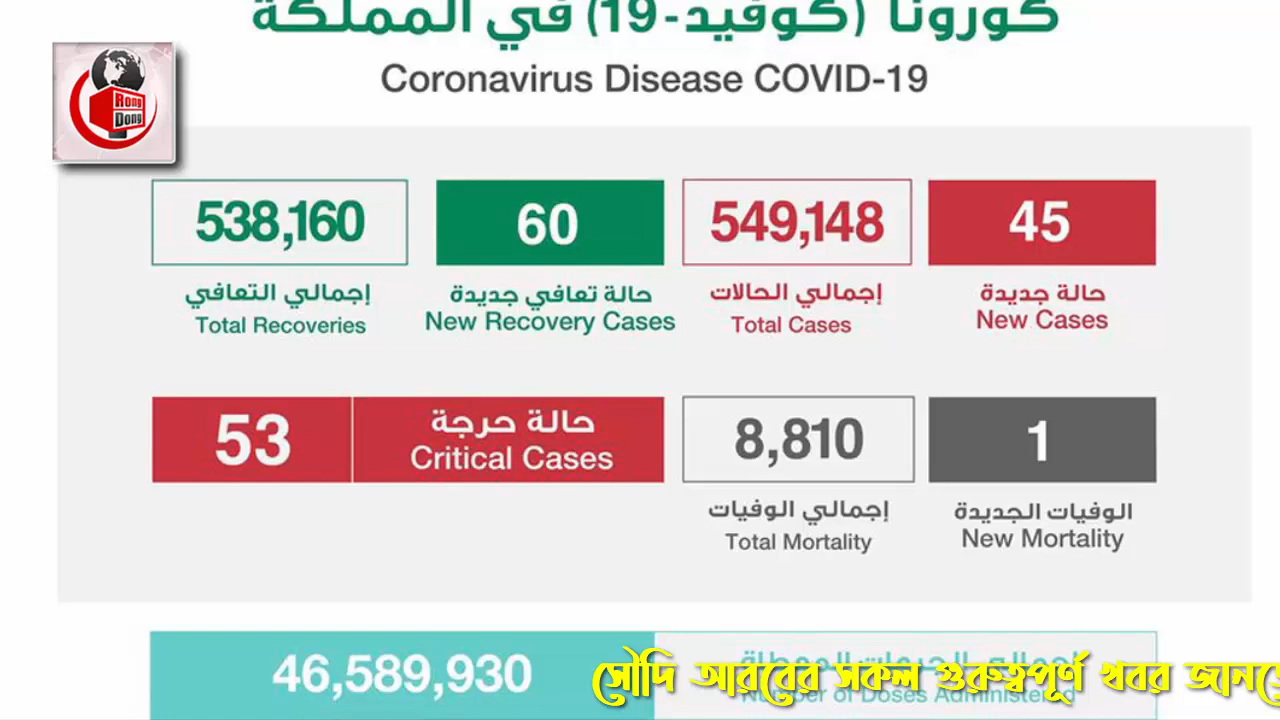 كورونا (كوفيد-19) في المملكة
Coronavirus Disease COVID-19
Rong
Dong
538,160
60
549,148
45
إجمالي التعافي
حالة تعافي جديدة
إجمالي الحالات
حالة جديدة
Total Recoveries
New Recovery Cases
Total Cases
New Cases
53
حالة حرجة
Critical Cases
8,810
1
إجمالي الوفيات
الوفيات الجديدة
Total Mortality
New Mortality
46,589,930
Number of Doses Administered
সৌদি আরবের সকল গুরুত্বপূর্ণ খবর